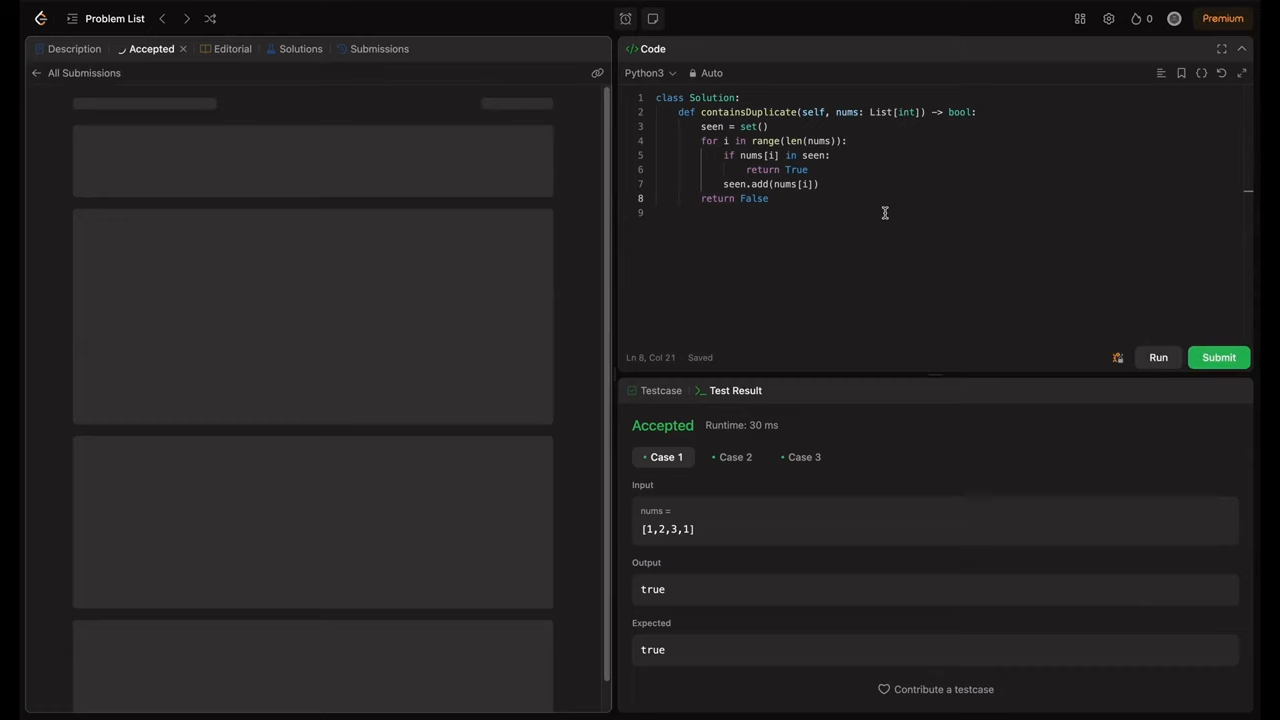 Problem List
0
Premium
Description
Accepted
Editorial
Solutions
Submissions
All Submissions
</> Code
Python3
Auto
1 class Solution:
2 def containsDuplicate(self, nums: List[int]) -> bool:
3 seen = set()
4 for i in range(len(nums)):
5 if nums[i] in seen:
6 return True
7 seen.add(nums[i])
8 return False
9
Ln 8, Col 21
Saved
Run
Submit
Testcase
>_ Test Result
Accepted
Runtime: 30 ms
• Case 1
• Case 2
• Case 3
Input
nums =
[1,2,3,1]
Output
true
Expected
true
Contribute a testcase